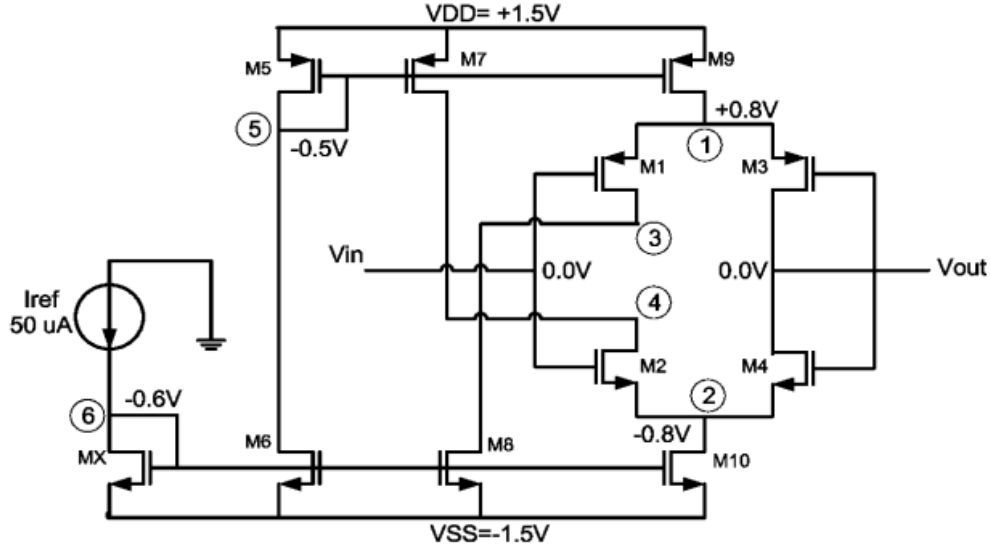 VDD= +1.5V
M5
M7
M9
+0.8V
5
-0.5V
1
M1
M3
3
Vin
0.0V
0.0V
Vout
Iref
50 uA
4
M2
M4
6
-0.6V
2
-0.8V
MX
M6
M8
M10
VSS=-1.5V